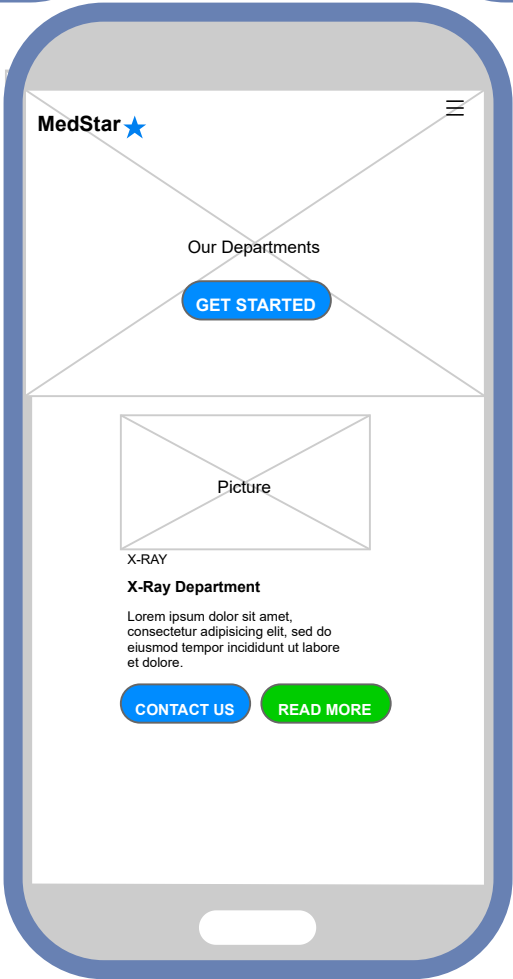 MedStar
Our Departments
GET STARTED
Picture
X-RAY
X-Ray Department
Lorem ipsum dolor sit amet,
consectetur adipisicing elit, sed do
eiusmod tempor incididunt ut labore
et dolore.
CONTACT US
READ MORE